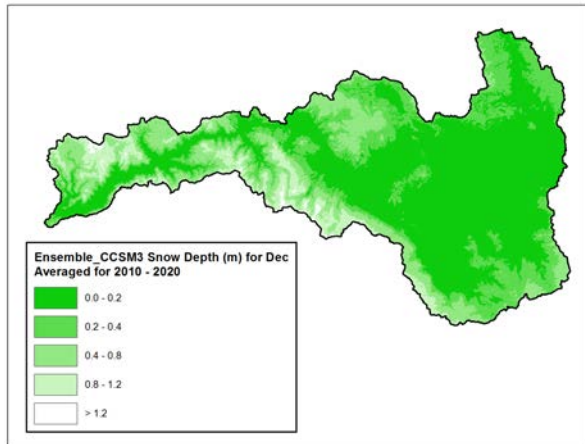 Ensemble_CCSM3 Snow Depth (m) for Dec
Averaged for 2010 - 2020
0.0 - 0.2
0.2 - 0.4
0.4 - 0.8
0.8 - 1.2
> 1.2